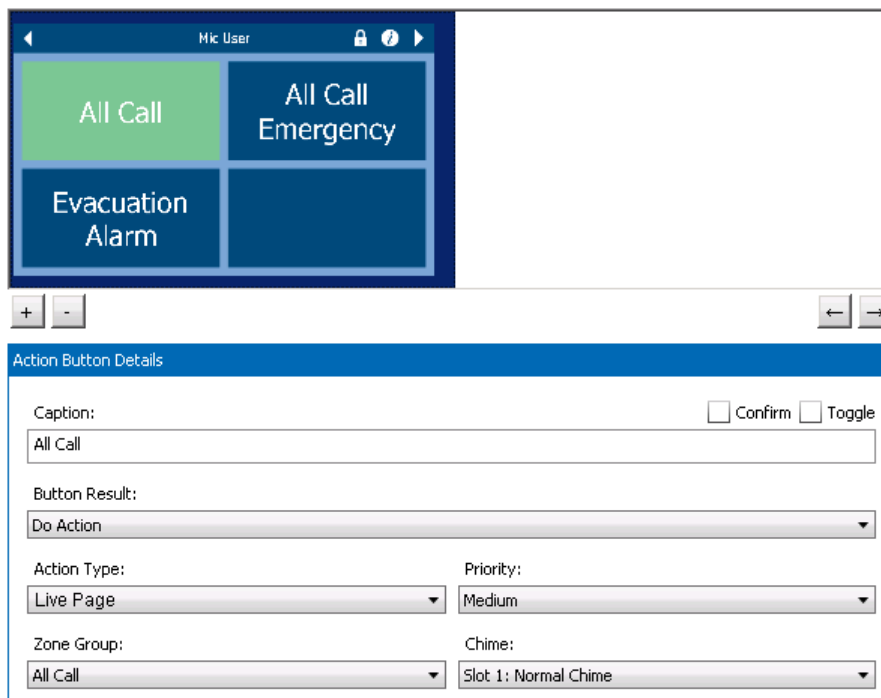 Mic User
All Call
All Call
Emergency
Evacuation
Alarm
+ -
← →
Action Button Details
Caption: Confirm Toggle
All Call
Button Result:
Do Action
Action Type: Priority:
Live Page Medium
Zone Group: Chime:
All Call Slot 1: Normal Chime